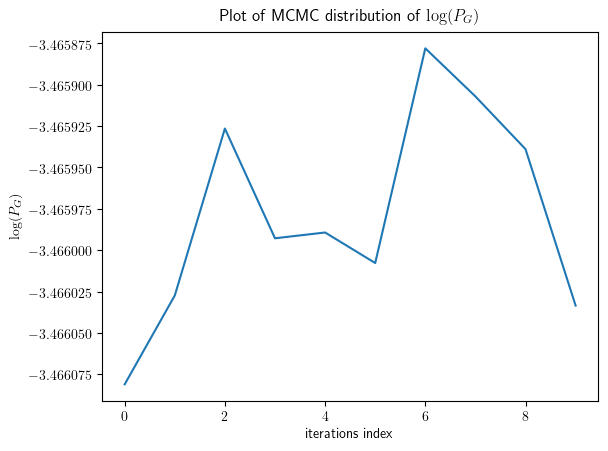 Plot of MCMC distribution of log(P_G)
−3.465875
−3.465900
−3.465925
−3.465950
−3.465975
−3.466000
−3.466025
−3.466050
−3.466075
log(P_G)
0 2 4 6 8
iterations index